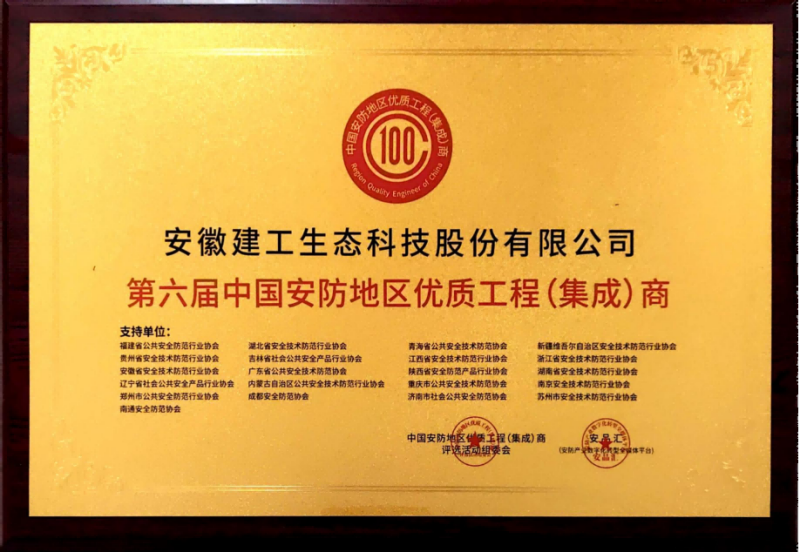 中国安防地区优质工程(集成)商
100
Region Quality Engineer of China
安徽建工生态科技股份有限公司
第六届中国安防地区优质工程(集成)商
支持单位:
福建省公共安全防范行业协会 湖北省安全技术防范行业协会 青海省公共安全技术防范协会 新疆维吾尔自治区安全技术防范行业协会
贵州省安全技术防范行业协会 吉林省社会公共安全产品行业协会 江西省安全技术防范行业协会 浙江省安全技术防范行业协会
安徽省安全技术防范行业协会 广东省公共安全技术防范协会 陕西省安全防范产品行业协会 湖南省安全技术防范行业协会
辽宁省社会公共安全产品行业协会 内蒙古自治区公共安全技术防范协会 重庆市公共安全技术防范协会 南京安全技术防范行业协会
郑州市公共安全防范行业协会 成都安全防范协会 济南市社会公共安全防范协会 苏州市安全技术防范行业协会
南通安全防范协会
中国安防地区优质工程(集成)商 安品汇
评选活动组委会 (安防产业数字化转型全媒体平台)
安品汇